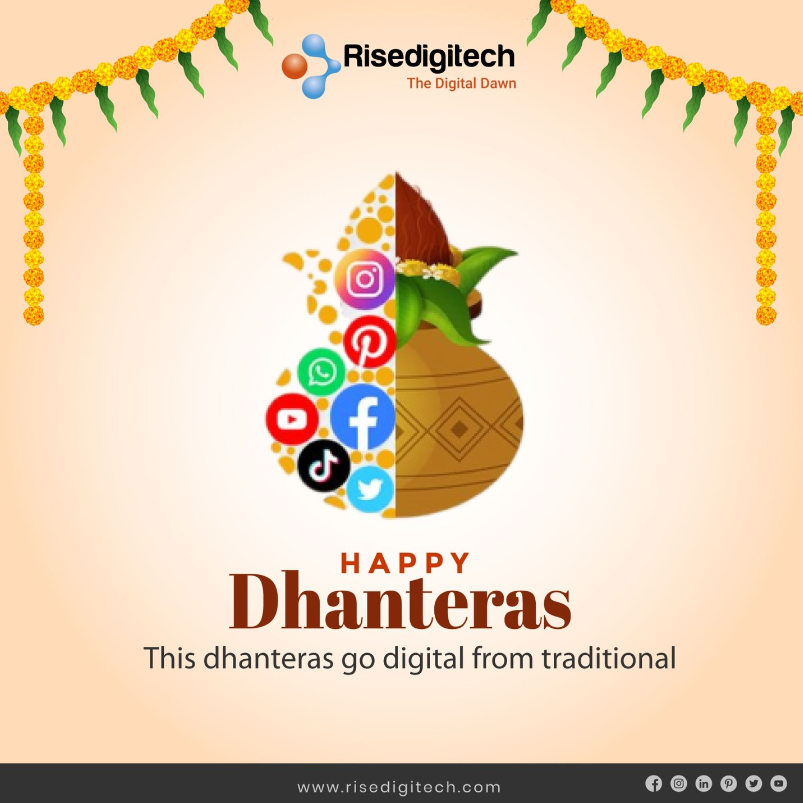 Risedigitech
The Digital Dawn
HAPPY
Dhanteras
This dhanteras go digital from traditional
www.risedigitech.com